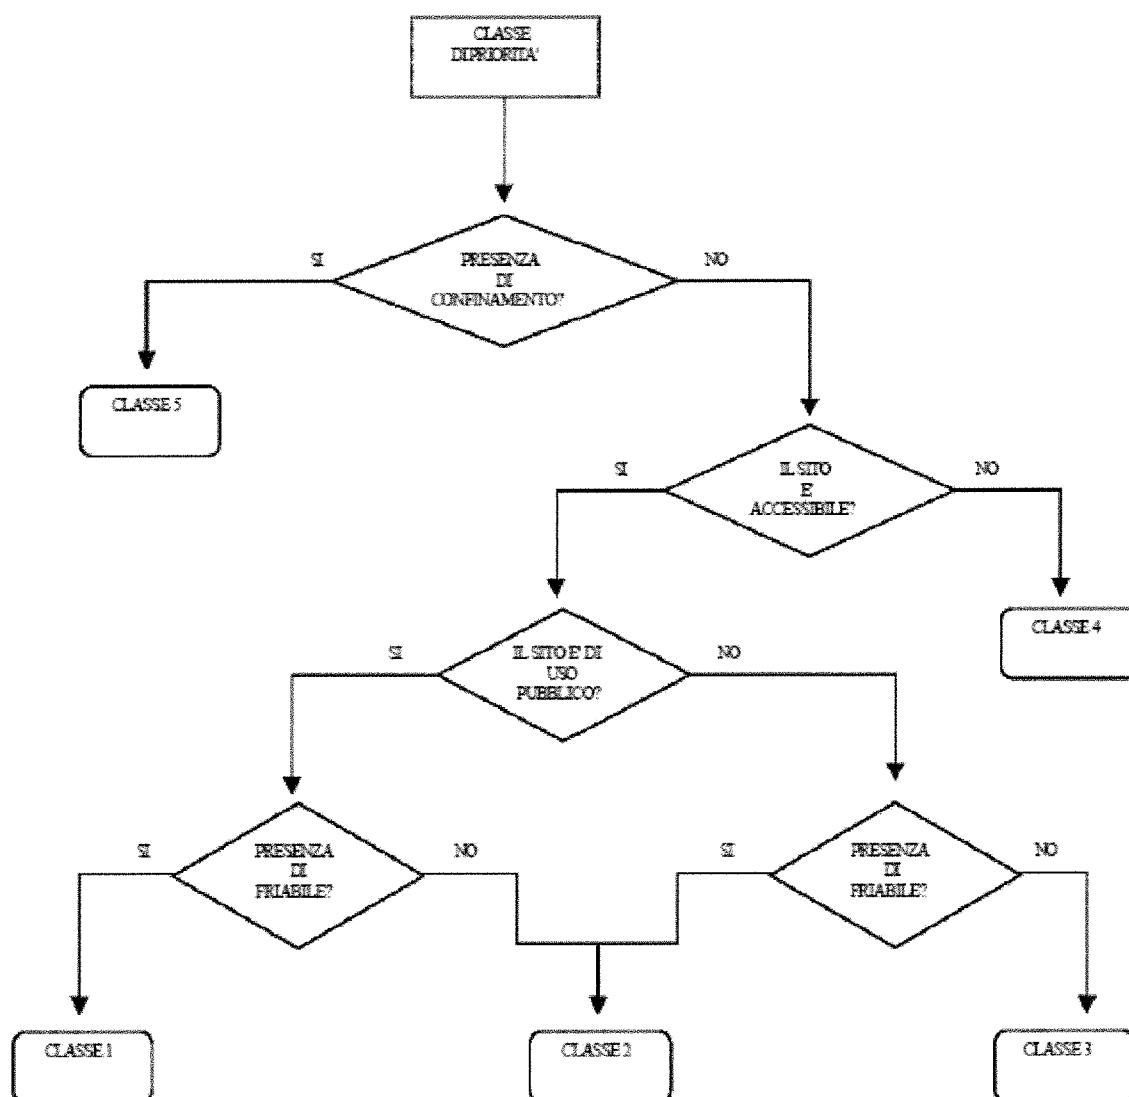 CLASSE
DI PRIORITA'
PRESENZA
DI
CONFINAMENTO?
SI
NO
CLASSE 5
IL SITO
E'
ACCESSIBILE?
SI
NO
CLASSE 4
IL SITO E' DI
USO
PUBBLICO?
SI
NO
PRESENZA
DI
FRIABILE?
SI
NO
PRESENZA
DI
FRIABILE?
SI
NO
CLASSE 1
CLASSE 2
CLASSE 3